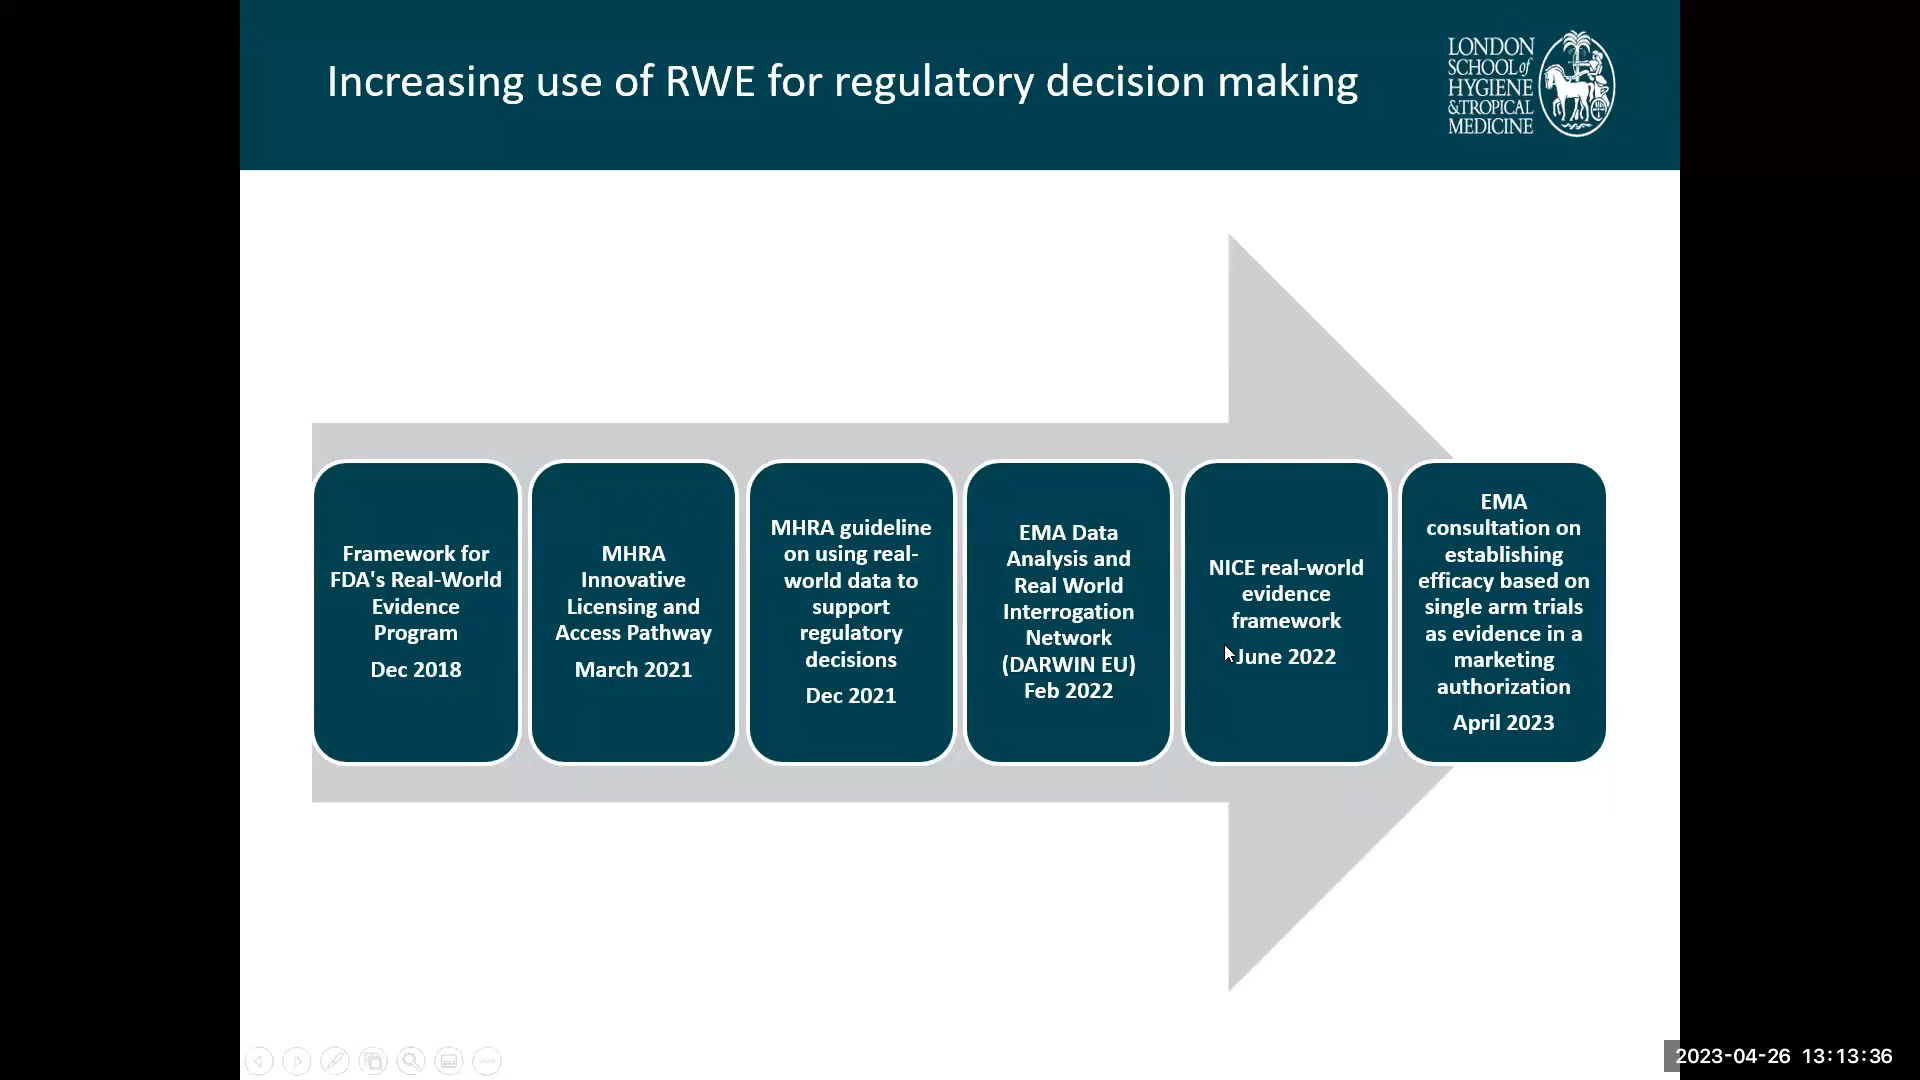 Increasing use of RWE for regulatory decision making
LONDON
SCHOOL of
HYGIENE
& TROPICAL
MEDICINE
Framework for
FDA's Real-World
Evidence
Program
Dec 2018
MHRA
Innovative
Licensing and
Access Pathway
March 2021
MHRA guideline
on using real-
world data to
support
regulatory
decisions
Dec 2021
EMA Data
Analysis and
Real World
Interrogation
Network
(DARWIN EU)
Feb 2022
NICE real-world
evidence
framework
June 2022
EMA
consultation on
establishing
efficacy based on
single arm trials
as evidence in a
marketing
authorization
April 2023
2023-04-26 13:13:36